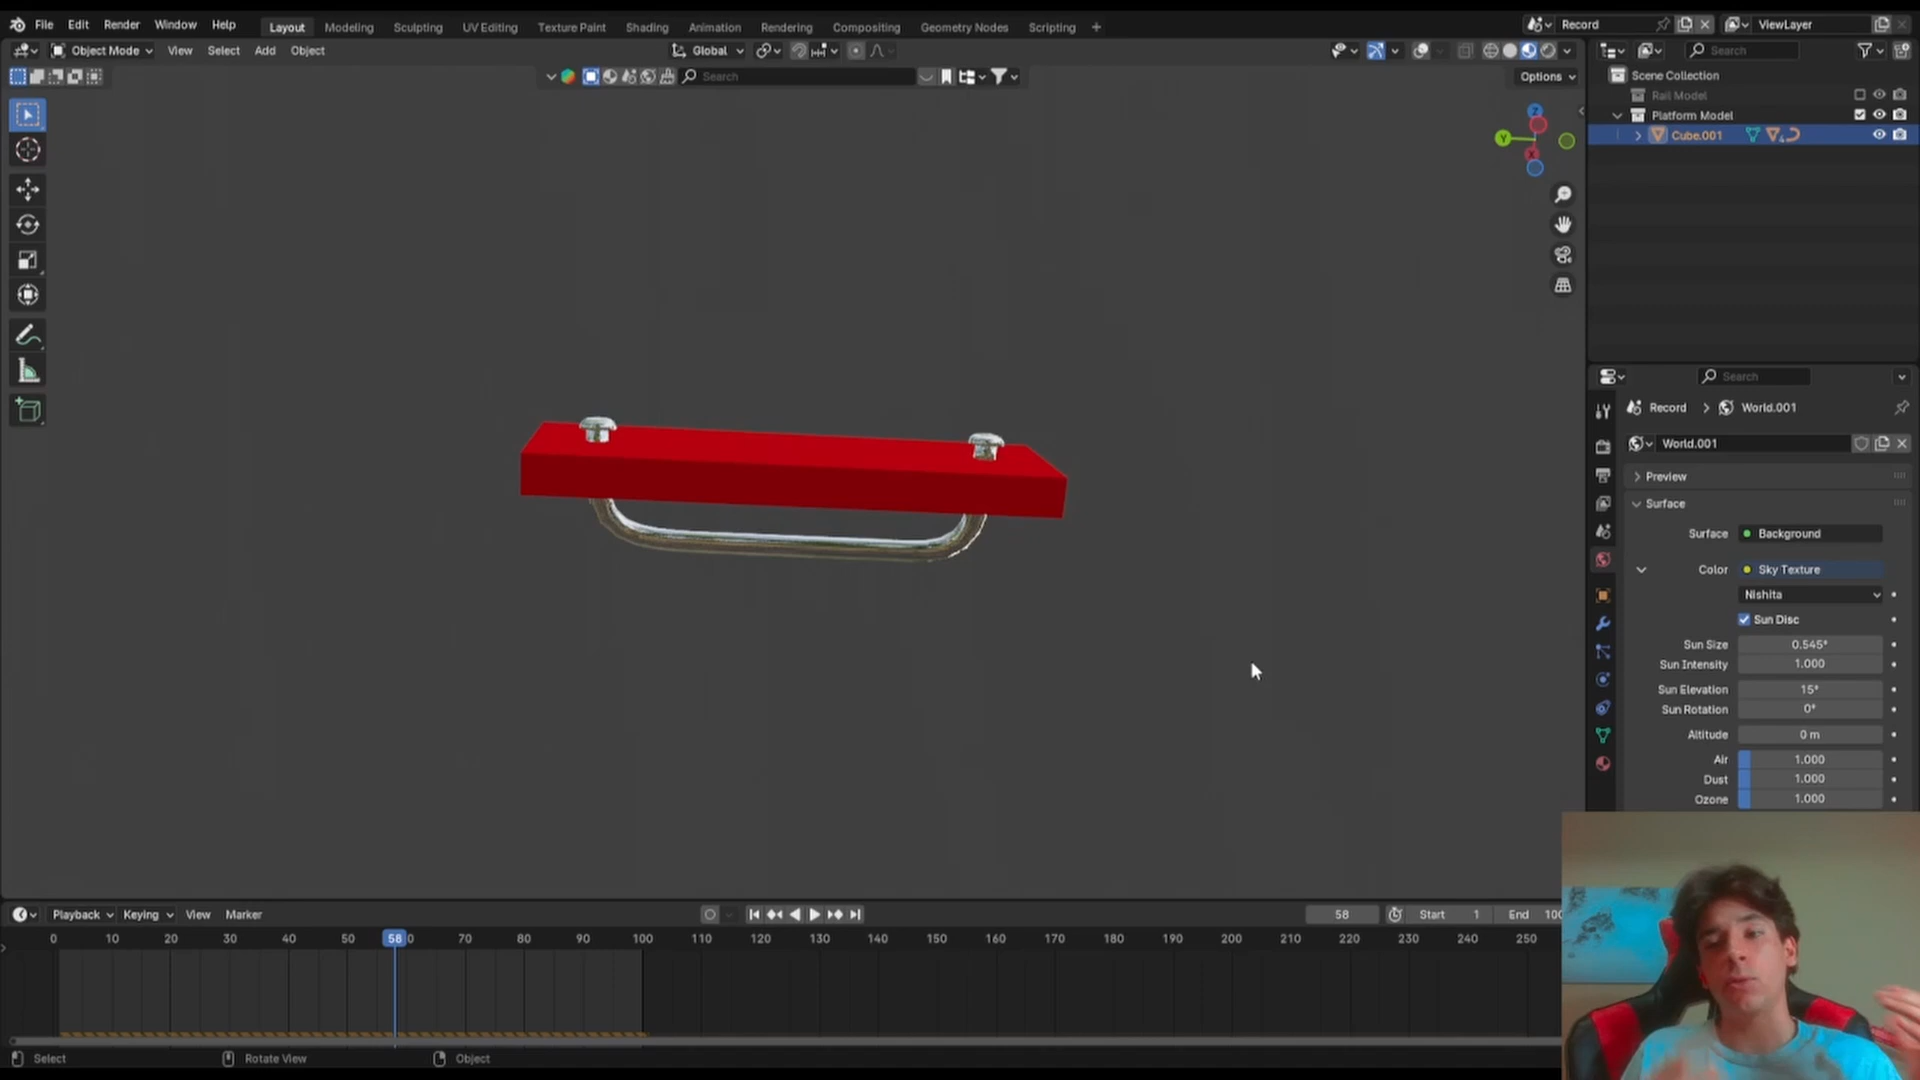 File Edit Render Window Help Layout Modeling Sculpting UV Editing Texture Paint Shading Animation Rendering Compositing Geometry Nodes Scripting + Record ViewLayer
Object Mode View Select Add Object Global Search
Search Options
Scene Collection
Rail Model
Platform Model
Cube.001
Z
Y
X
Search
Record > World.001
World.001
Preview
Surface
Surface Background
Color Sky Texture
Nishita
Sun Disc
Sun Size 0.545°
Sun Intensity 1.000
Sun Elevation 15°
Sun Rotation 0°
Altitude 0 m
Air 1.000
Dust 1.000
Ozone 1.000
Playback Keying View Marker 58 Start 1 End 100
0 10 20 30 40 50 58 0 70 80 90 100 110 120 130 140 150 160 170 180 190 200 210 220 230 240 250
Select Rotate View Object